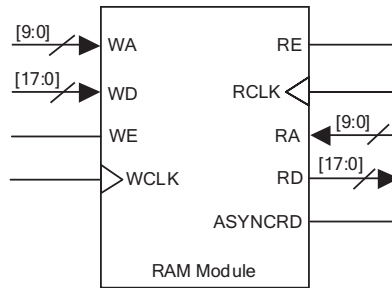 [9:0]
WA
RE
[17:0]
WD
RCLK
WE
RA
[9:0]
WCLK
RD
[17:0]
ASYNCRD
RAM Module